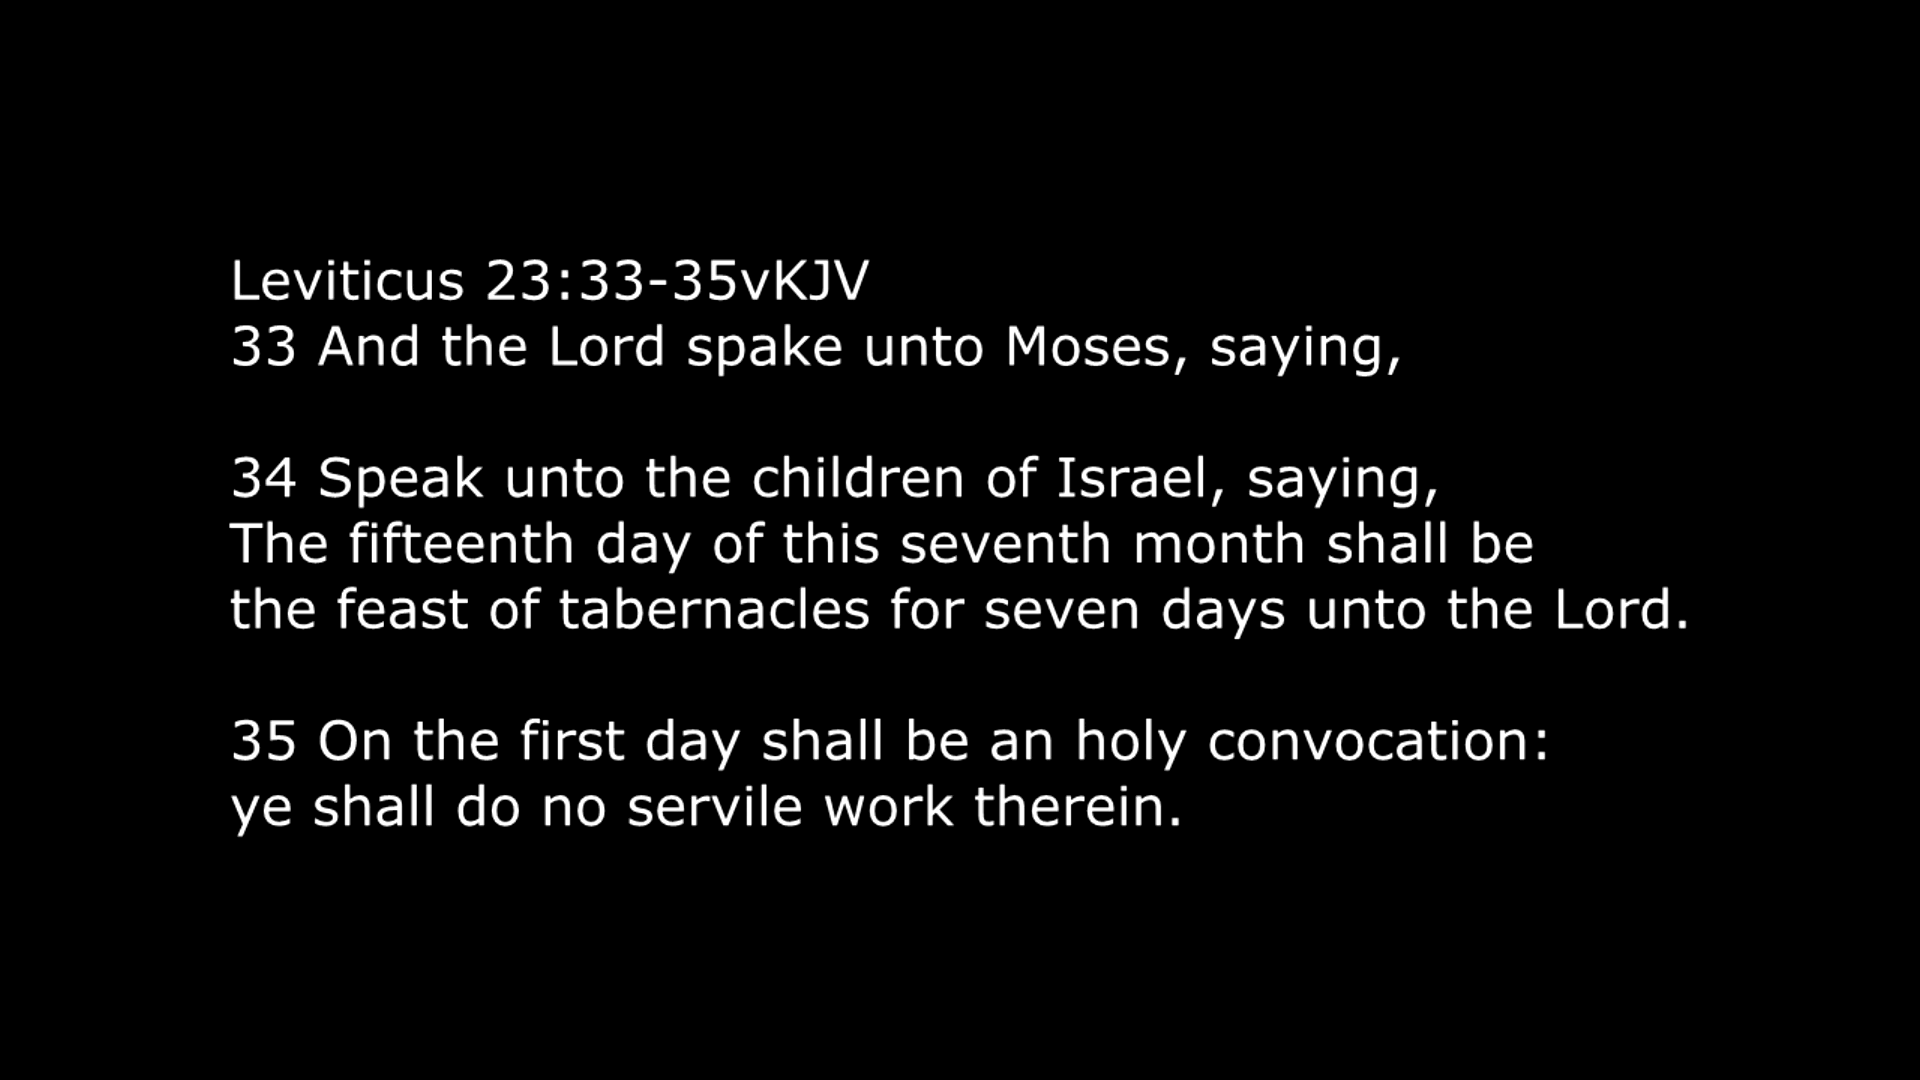 Leviticus 23:33-35vKJV
33 And the Lord spake unto Moses, saying,
34 Speak unto the children of Israel, saying,
The fifteenth day of this seventh month shall be
the feast of tabernacles for seven days unto the Lord.
35 On the first day shall be an holy convocation:
ye shall do no servile work therein.